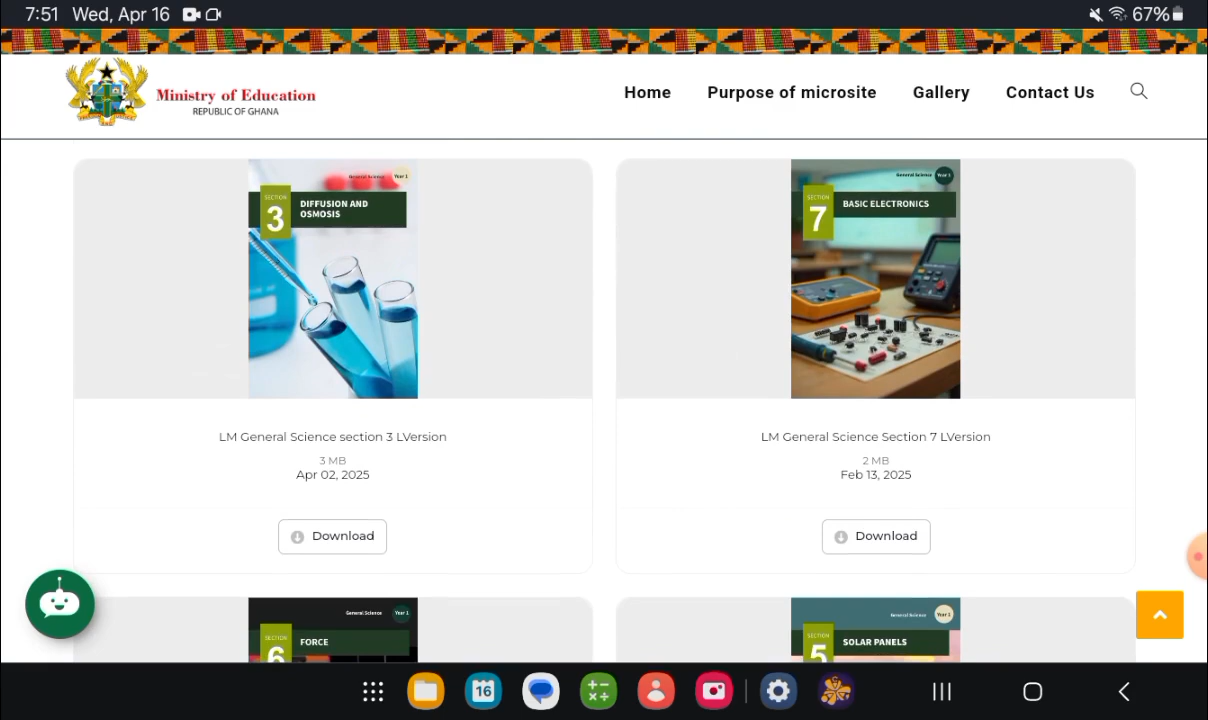 7:51 Wed, Apr 16
67%
Ministry of Education
REPUBLIC OF GHANA
Home
Purpose of microsite
Gallery
Contact Us
General Science Year 1
SECTION
3
DIFFUSION AND
OSMOSIS
General Science Year 1
SECTION
7
BASIC ELECTRONICS
LM General Science section 3 LVersion
3 MB
Apr 02, 2025
Download
LM General Science Section 7 LVersion
2 MB
Feb 13, 2025
Download
General Science Year 1
SECTION
6
FORCE
General Science Year 1
SECTION
5
SOLAR PANELS
16